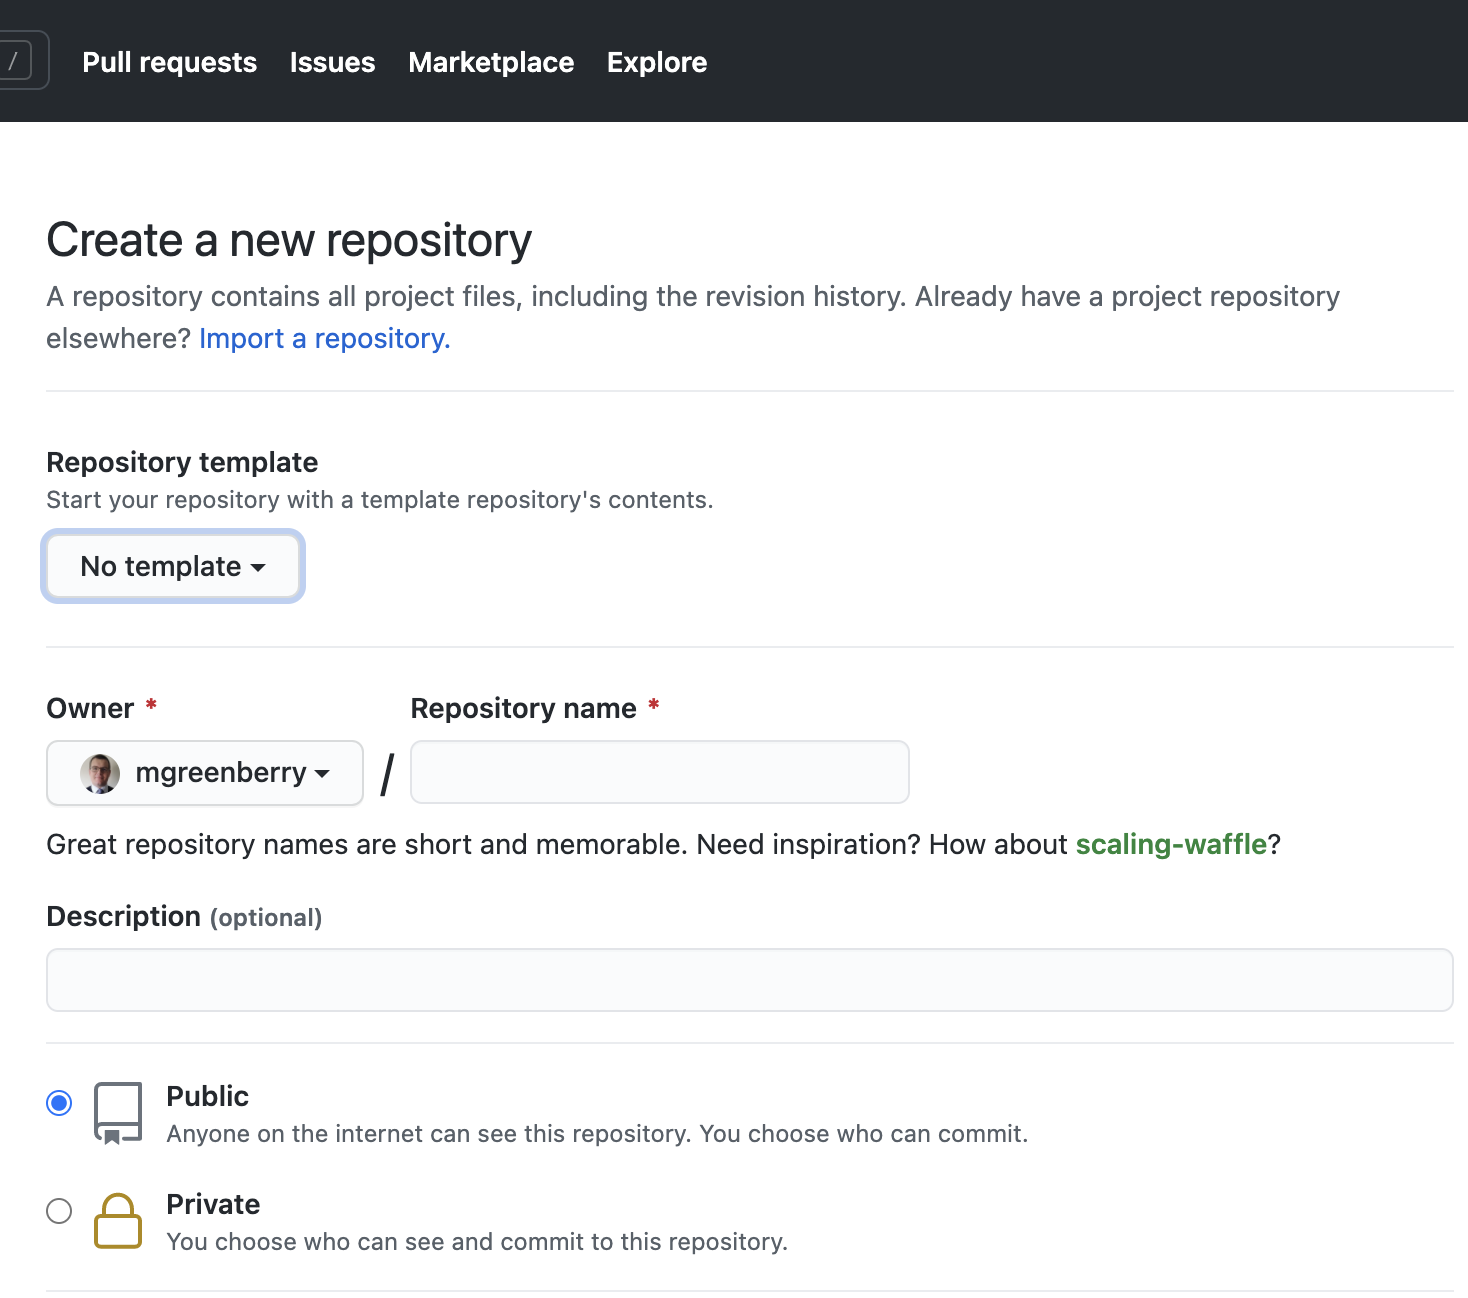 /
Pull requests Issues Marketplace Explore
Create a new repository
A repository contains all project files, including the revision history. Already have a project repository
elsewhere? Import a repository.
Repository template
Start your repository with a template repository's contents.
No template
Owner *
Repository name *
mgreenberry /
Great repository names are short and memorable. Need inspiration? How about scaling-waffle?
Description (optional)
Public
Anyone on the internet can see this repository. You choose who can commit.
Private
You choose who can see and commit to this repository.